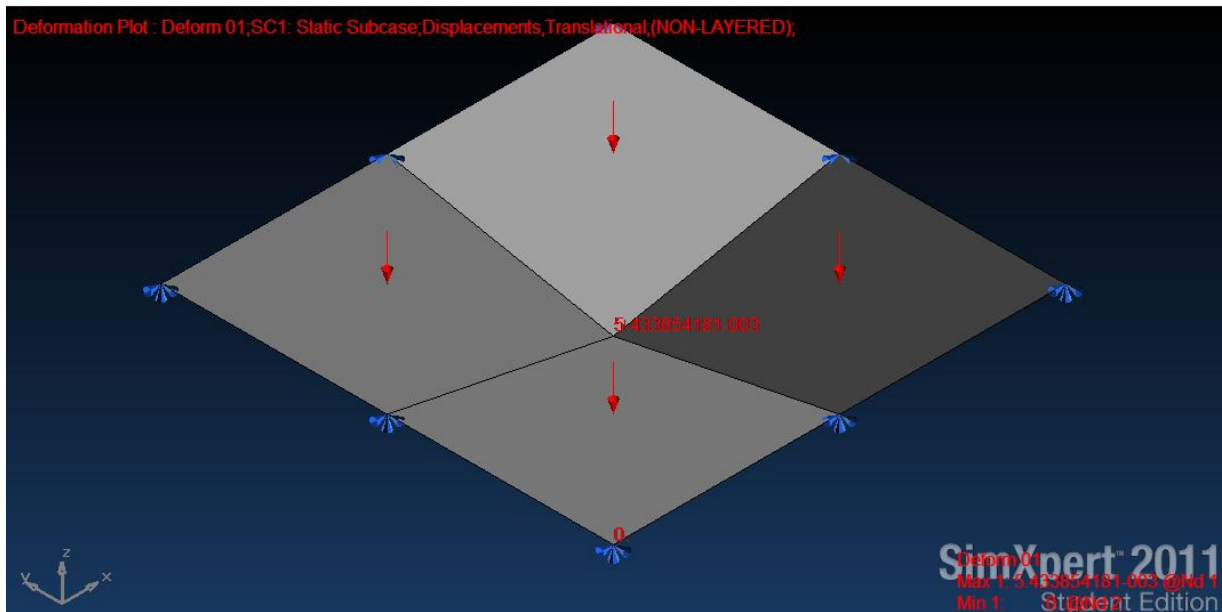 Deformation Plot : Deform 01;SC1: Static Subcase;Displacements,Translational,(NON-LAYERED);
5.433854181-003
0
z
y
x
SimXpert™ 2011
Deform 01
Max 1: 5.433854181-003 @Nd 1
Min 1:
Student Edition